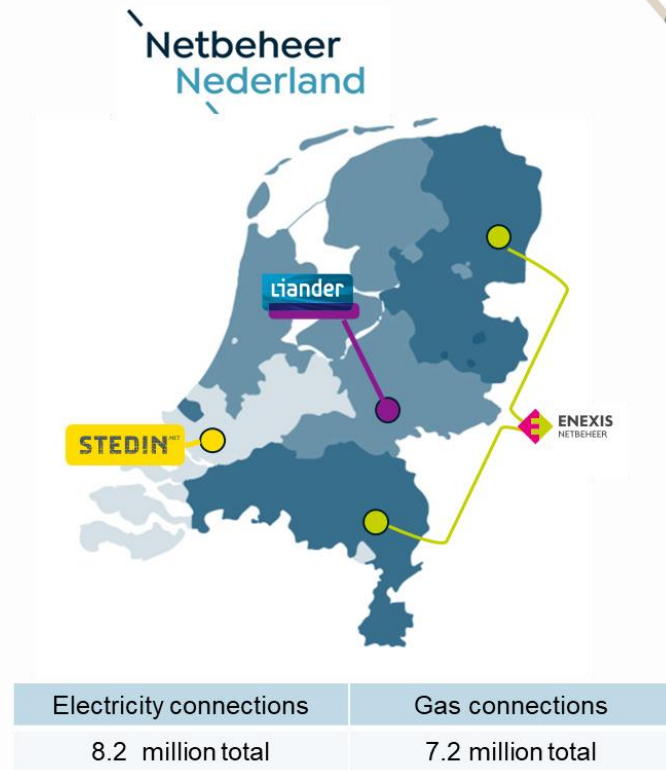 Netbeheer
Nederland
liander
STEDIN.NET
ENEXIS
NETBEHEER
Electricity connections Gas connections
8.2 million total 7.2 million total